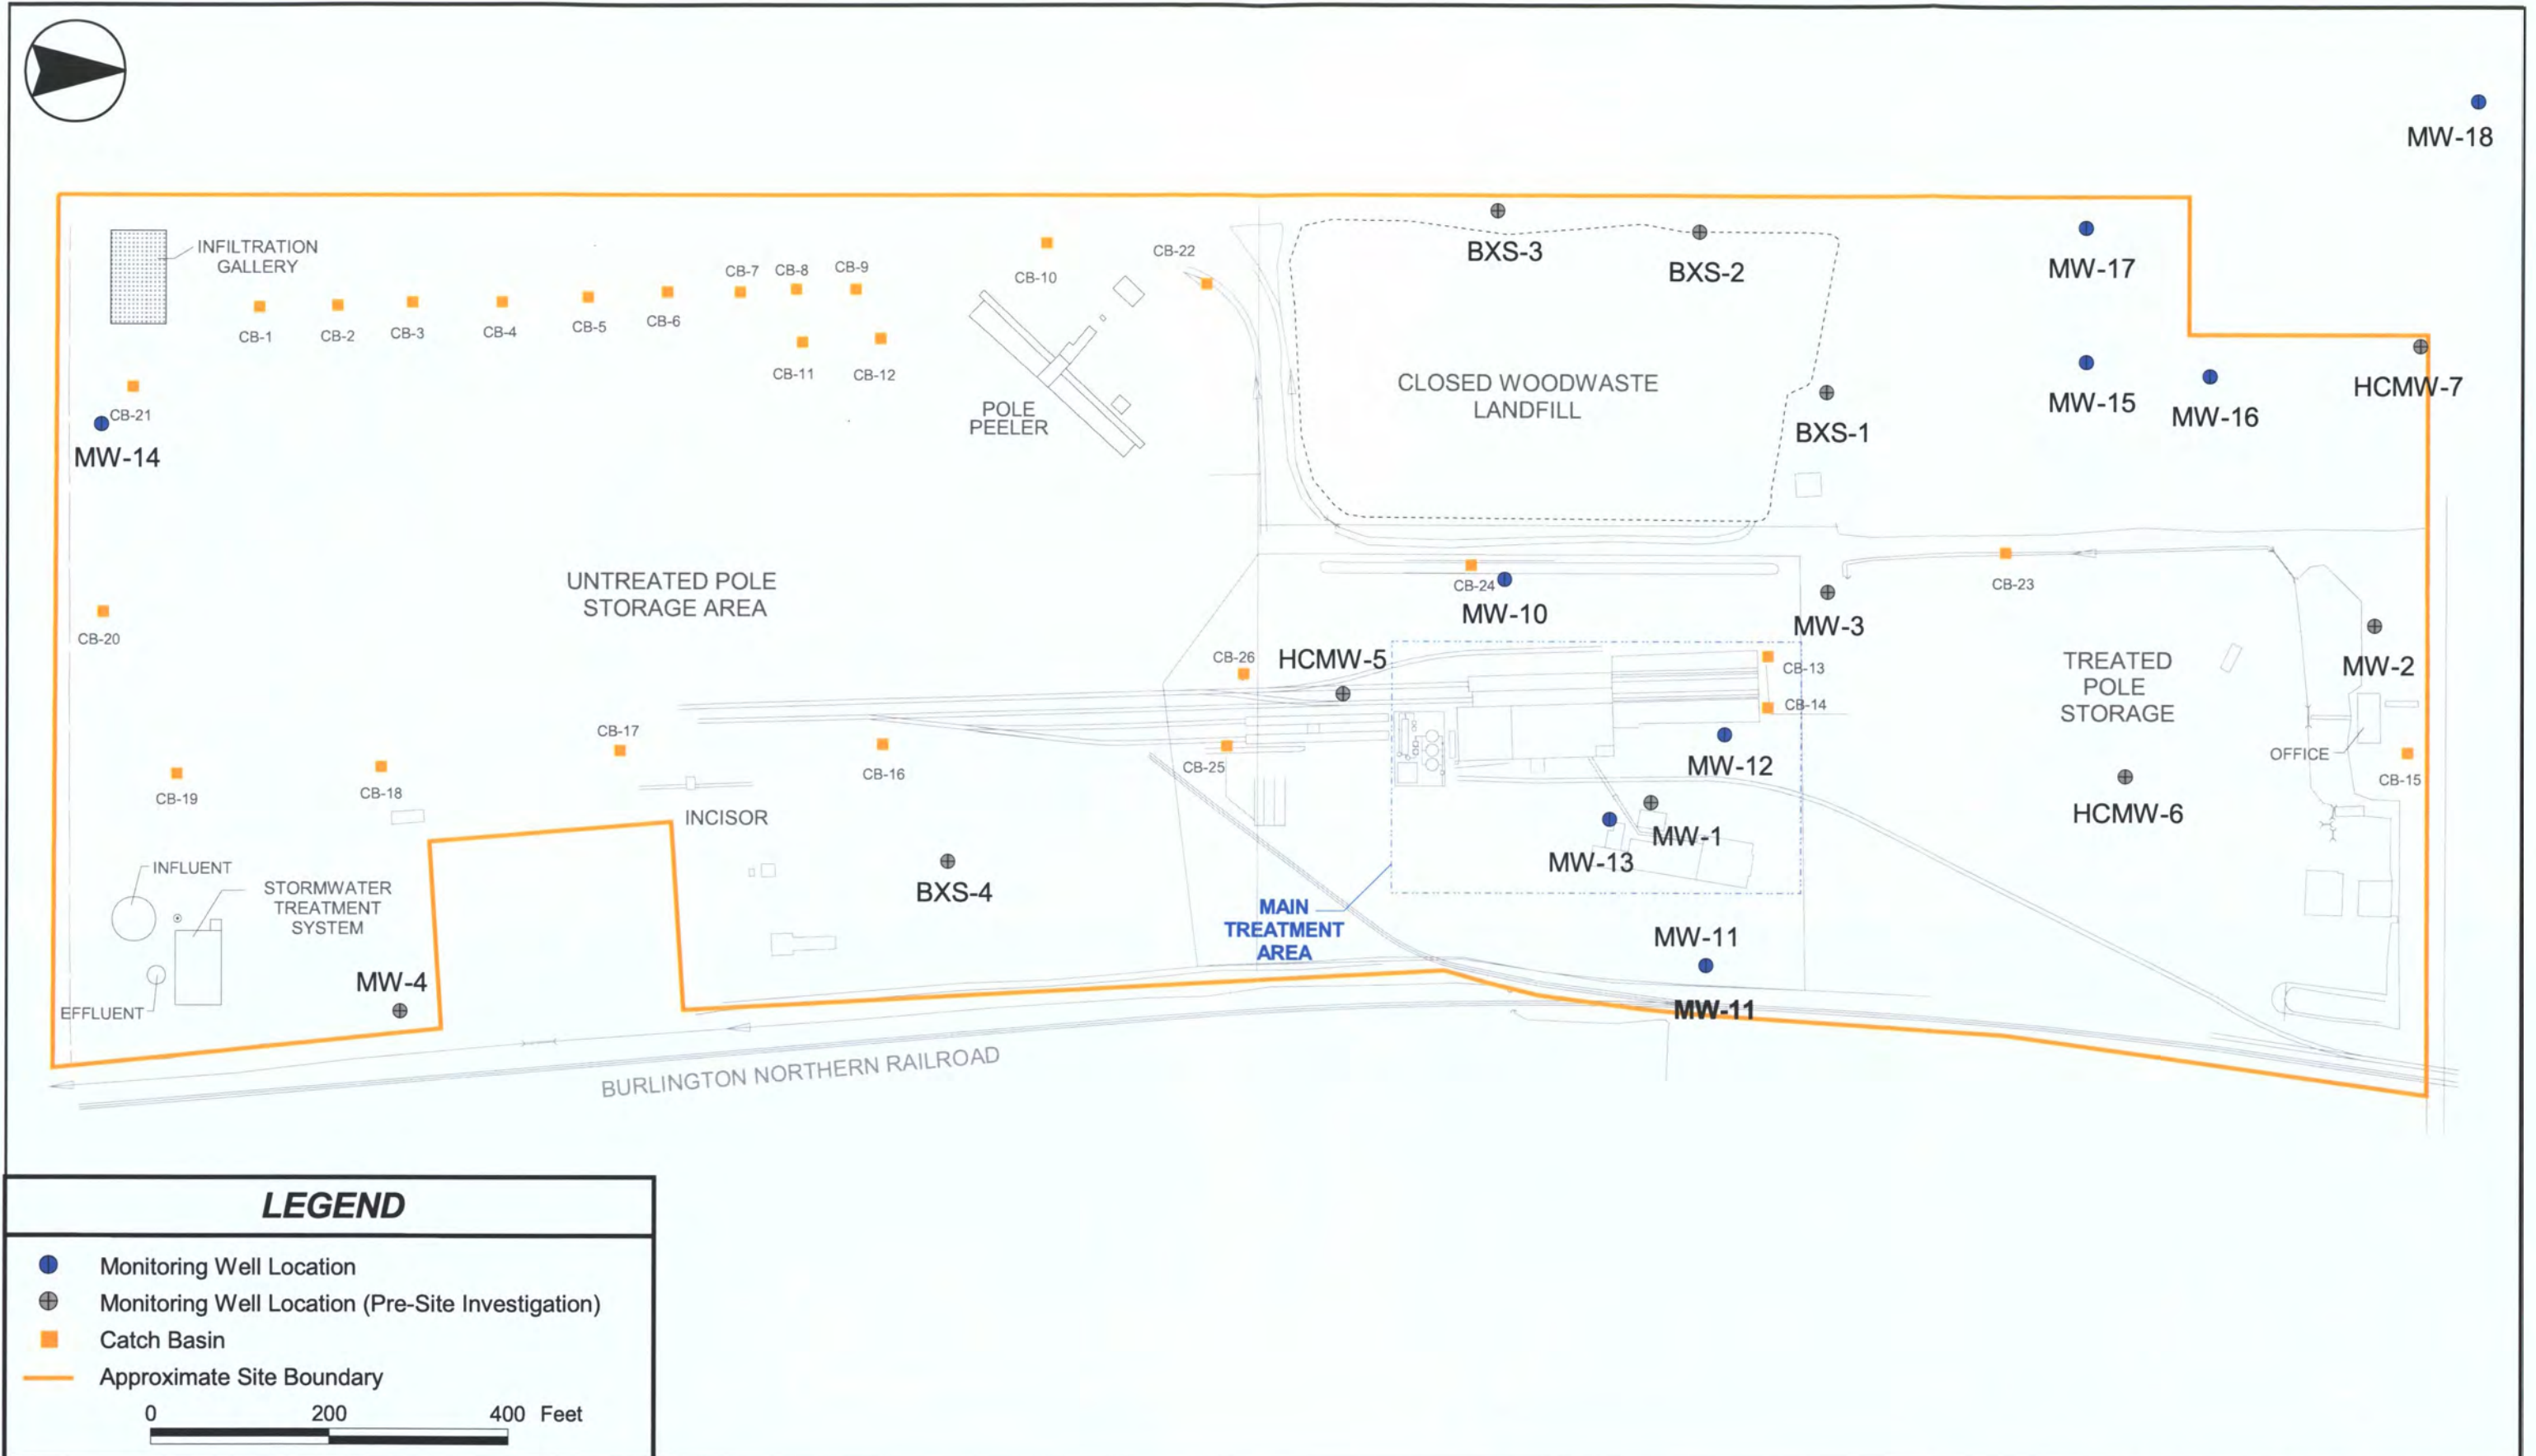 MW-18
INFILTRATION
GALLERY
BXS-3
BXS-2
MW-17
CB-1
CB-2
CB-3
CB-4
CB-5
CB-6
CB-7
CB-8
CB-9
CB-10
CB-22
CB-11
CB-12
CB-21
MW-14
POLE
PEELER
CLOSED WOODWASTE
LANDFILL
BXS-1
MW-15
MW-16
HCMW-7
UNTREATED POLE
STORAGE AREA
CB-20
CB-24
MW-10
MW-3
CB-23
CB-26
HCMW-5
CB-13
CB-14
TREATED
POLE
STORAGE
MW-2
OFFICE
CB-15
CB-19
CB-18
CB-17
CB-16
CB-25
MW-12
HCMW-6
INCISOR
MW-1
MW-13
INFLUENT
STORMWATER
TREATMENT
SYSTEM
BXS-4
MAIN
TREATMENT
AREA
MW-11
MW-4
EFFLUENT
MW-11
BURLINGTON NORTHERN RAILROAD
LEGEND
Monitoring Well Location
Monitoring Well Location (Pre-Site Investigation)
Catch Basin
Approximate Site Boundary
0 200 400 Feet